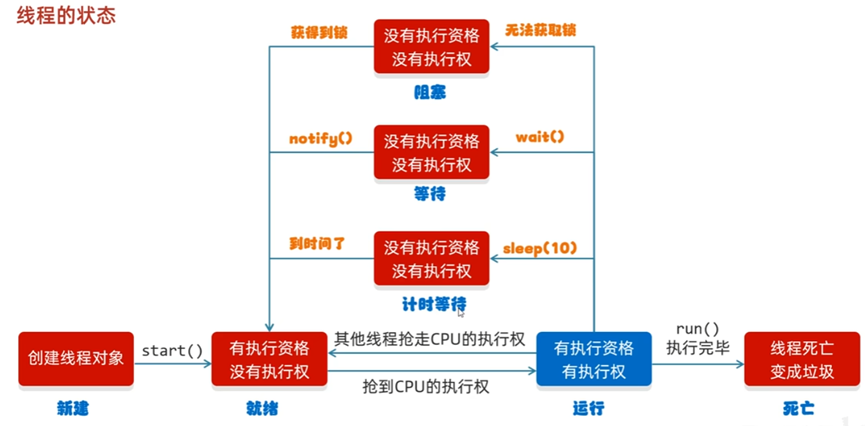 线程的状态
获得到锁
没有执行资格
没有执行权
无法获取锁
阻塞
notify()
没有执行资格
没有执行权
wait()
等待
到时间了
没有执行资格
没有执行权
sleep(10)
计时等待
创建线程对象
start()
有执行资格
没有执行权
其他线程抢走CPU的执行权
抢到CPU的执行权
有执行资格
有执行权
run()
执行完毕
线程死亡
变成垃圾
新建
就绪
运行
死亡